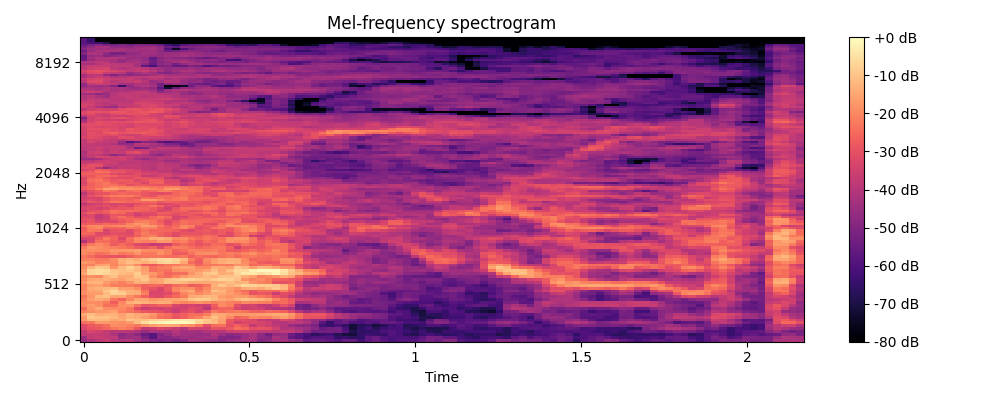 Mel-frequency spectrogram
Hz
8192
4096
2048
1024
512
0
0
0.5
1
1.5
2
Time
+0 dB
-10 dB
-20 dB
-30 dB
-40 dB
-50 dB
-60 dB
-70 dB
-80 dB